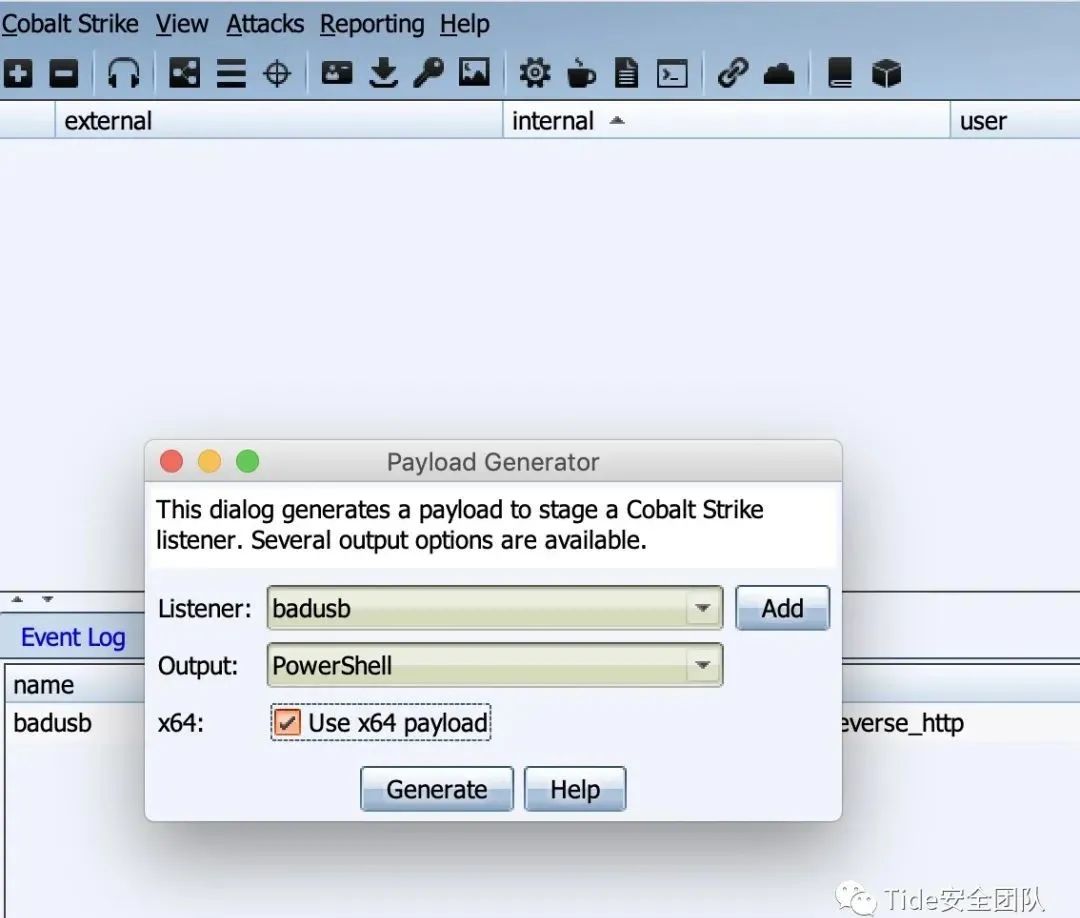 Cobalt Strike View Attacks Reporting Help
external internal user
Payload Generator
This dialog generates a payload to stage a Cobalt Strike
listener. Several output options are available.
Listener: badusb Add
Output: PowerShell
x64: Use x64 payload
Generate Help
Event Log
name
badusb everse_http
Tide安全团队